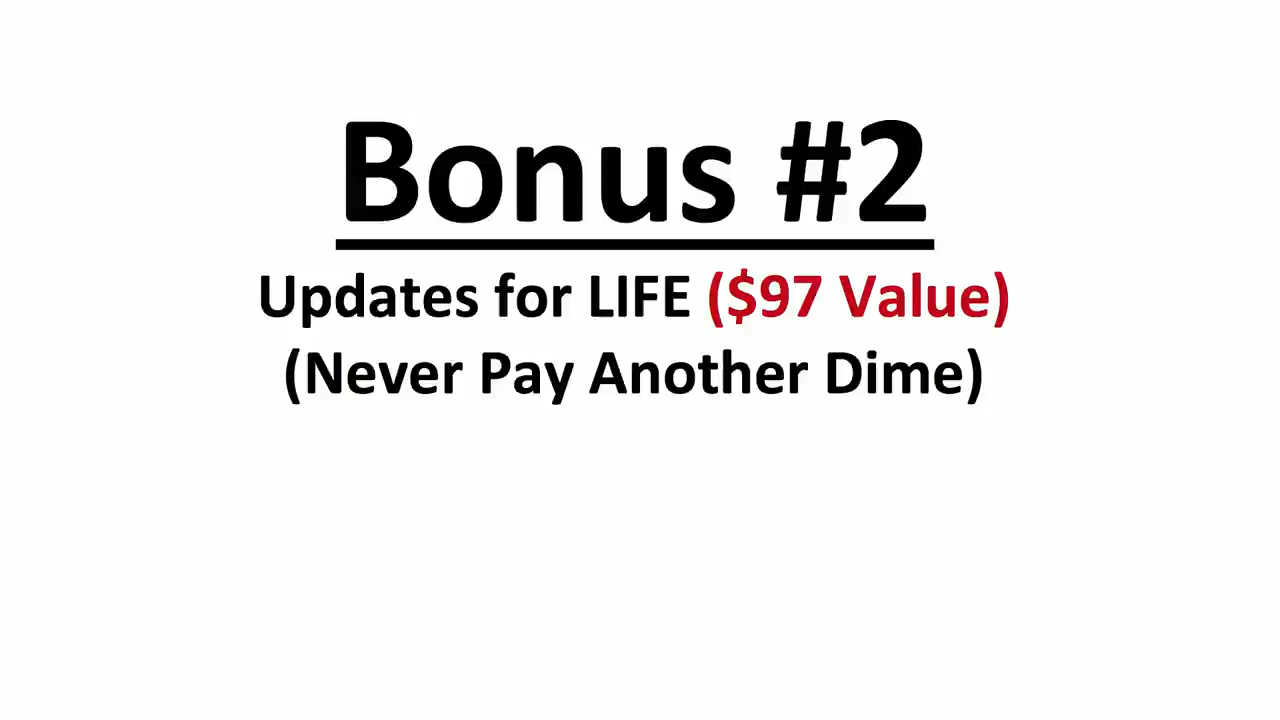 Bonus #2
Updates for LIFE ($97 Value)
(Never Pay Another Dime)